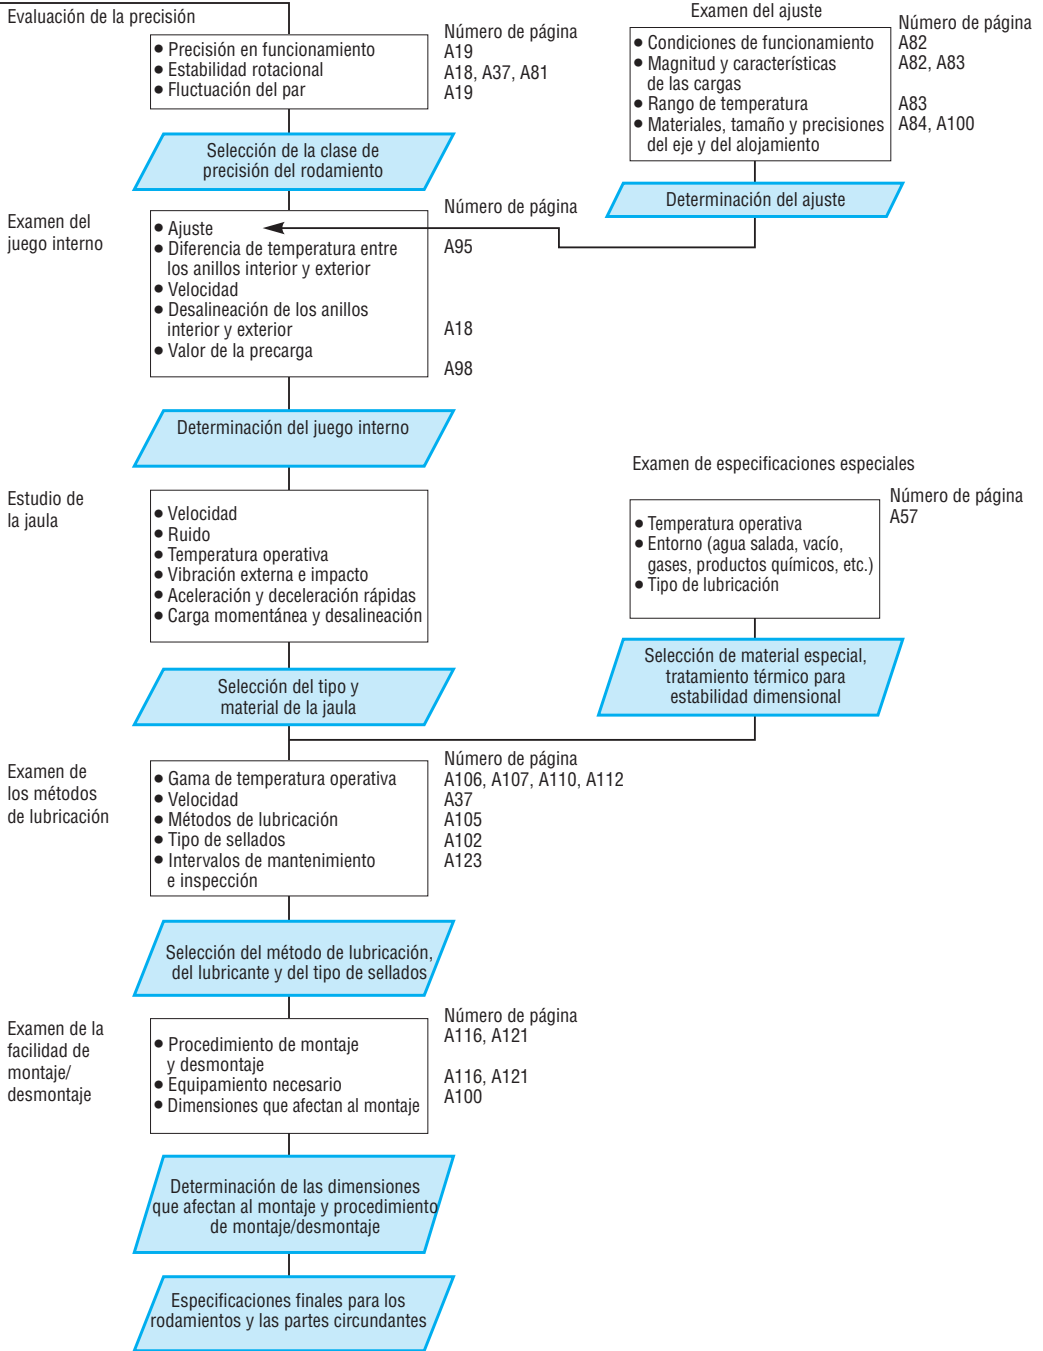 Evaluación de la precisión
Número de página
● Precisión en funcionamiento
A19
● Estabilidad rotacional
A18, A37, A81
● Fluctuación del par
A19
Selección de la clase de
precisión del rodamiento
Examen del ajuste
Número de página
● Condiciones de funcionamiento
A82
● Magnitud y características
A82, A83
de las cargas
● Rango de temperatura
A83
● Materiales, tamaño y precisiones
A84, A100
del eje y del alojamiento
Determinación del ajuste
Examen del
juego interno
Número de página
● Ajuste
● Diferencia de temperatura entre
A95
los anillos interior y exterior
● Velocidad
● Desalineación de los anillos
interior y exterior
A18
● Valor de la precarga
A98
Determinación del juego interno
Estudio de
la jaula
● Velocidad
● Ruido
● Temperatura operativa
● Vibración externa e impacto
● Aceleración y deceleración rápidas
● Carga momentánea y desalineación
Selección del tipo y
material de la jaula
Examen de especificaciones especiales
Número de página
A57
● Temperatura operativa
● Entorno (agua salada, vacío,
gases, productos químicos, etc.)
● Tipo de lubricación
Selección de material especial,
tratamiento térmico para
estabilidad dimensional
Examen de
los métodos
de lubricación
Número de página
● Gama de temperatura operativa
A106, A107, A110, A112
● Velocidad
A37
● Métodos de lubricación
A105
● Tipo de sellados
A102
● Intervalos de mantenimiento
A123
e inspección
Selección del método de lubricación,
del lubricante y del tipo de sellados
Examen de la
facilidad de
montaje/
desmontaje
Número de página
A116, A121
● Procedimiento de montaje
y desmontaje
● Equipamiento necesario
A116, A121
● Dimensiones que afectan al montaje
A100
Determinación de las dimensiones
que afectan al montaje y procedimiento
de montaje/desmontaje
Especificaciones finales para los
rodamientos y las partes circundantes